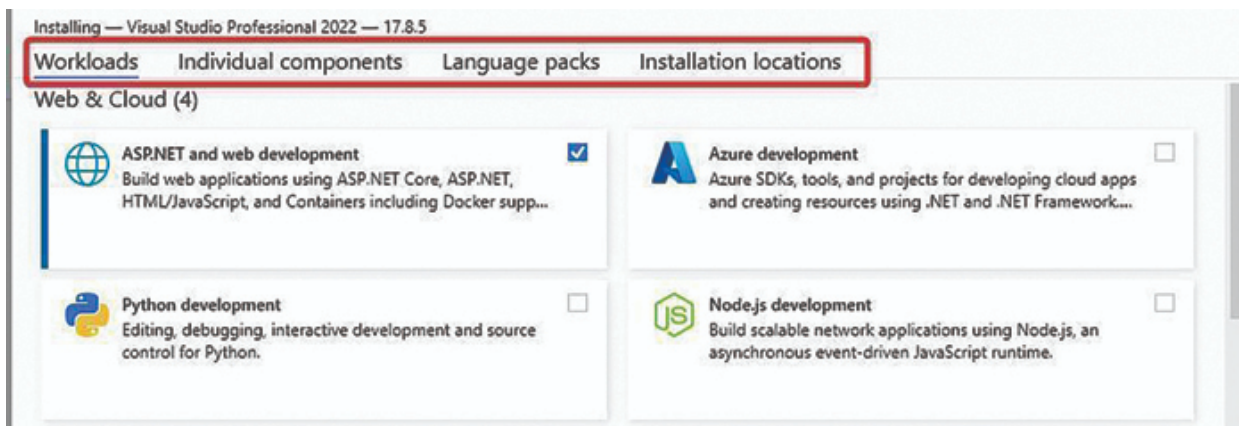 Installing — Visual Studio Professional 2022 — 17.8.5
Workloads Individual components Language packs Installation locations
Web & Cloud (4)
ASP.NET and web development
Build web applications using ASP.NET Core, ASP.NET,
HTML/JavaScript, and Containers including Docker supp...
Azure development
Azure SDKs, tools, and projects for developing cloud apps
and creating resources using .NET and .NET Framework....
Python development
Editing, debugging, interactive development and source
control for Python.
JS
Node.js development
Build scalable network applications using Node.js, an
asynchronous event-driven JavaScript runtime.